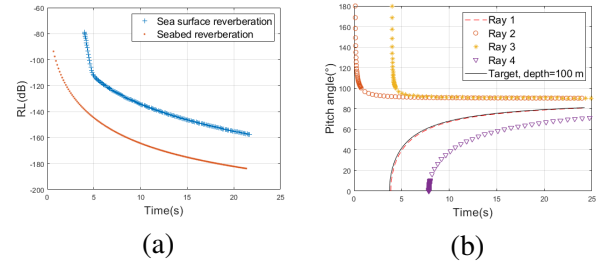 Sea surface reverberation
Seabed reverberation
-60
-80
-100
-120
-140
-160
-180
-200
RL(dB)
0
5
10
15
20
25
Time(s)
(a)
180
160
140
120
100
80
60
40
20
0
Pitch angle(°)
Ray 1
Ray 2
Ray 3
Ray 4
Target, depth=100 m
0
5
10
15
20
25
Time(s)
(b)